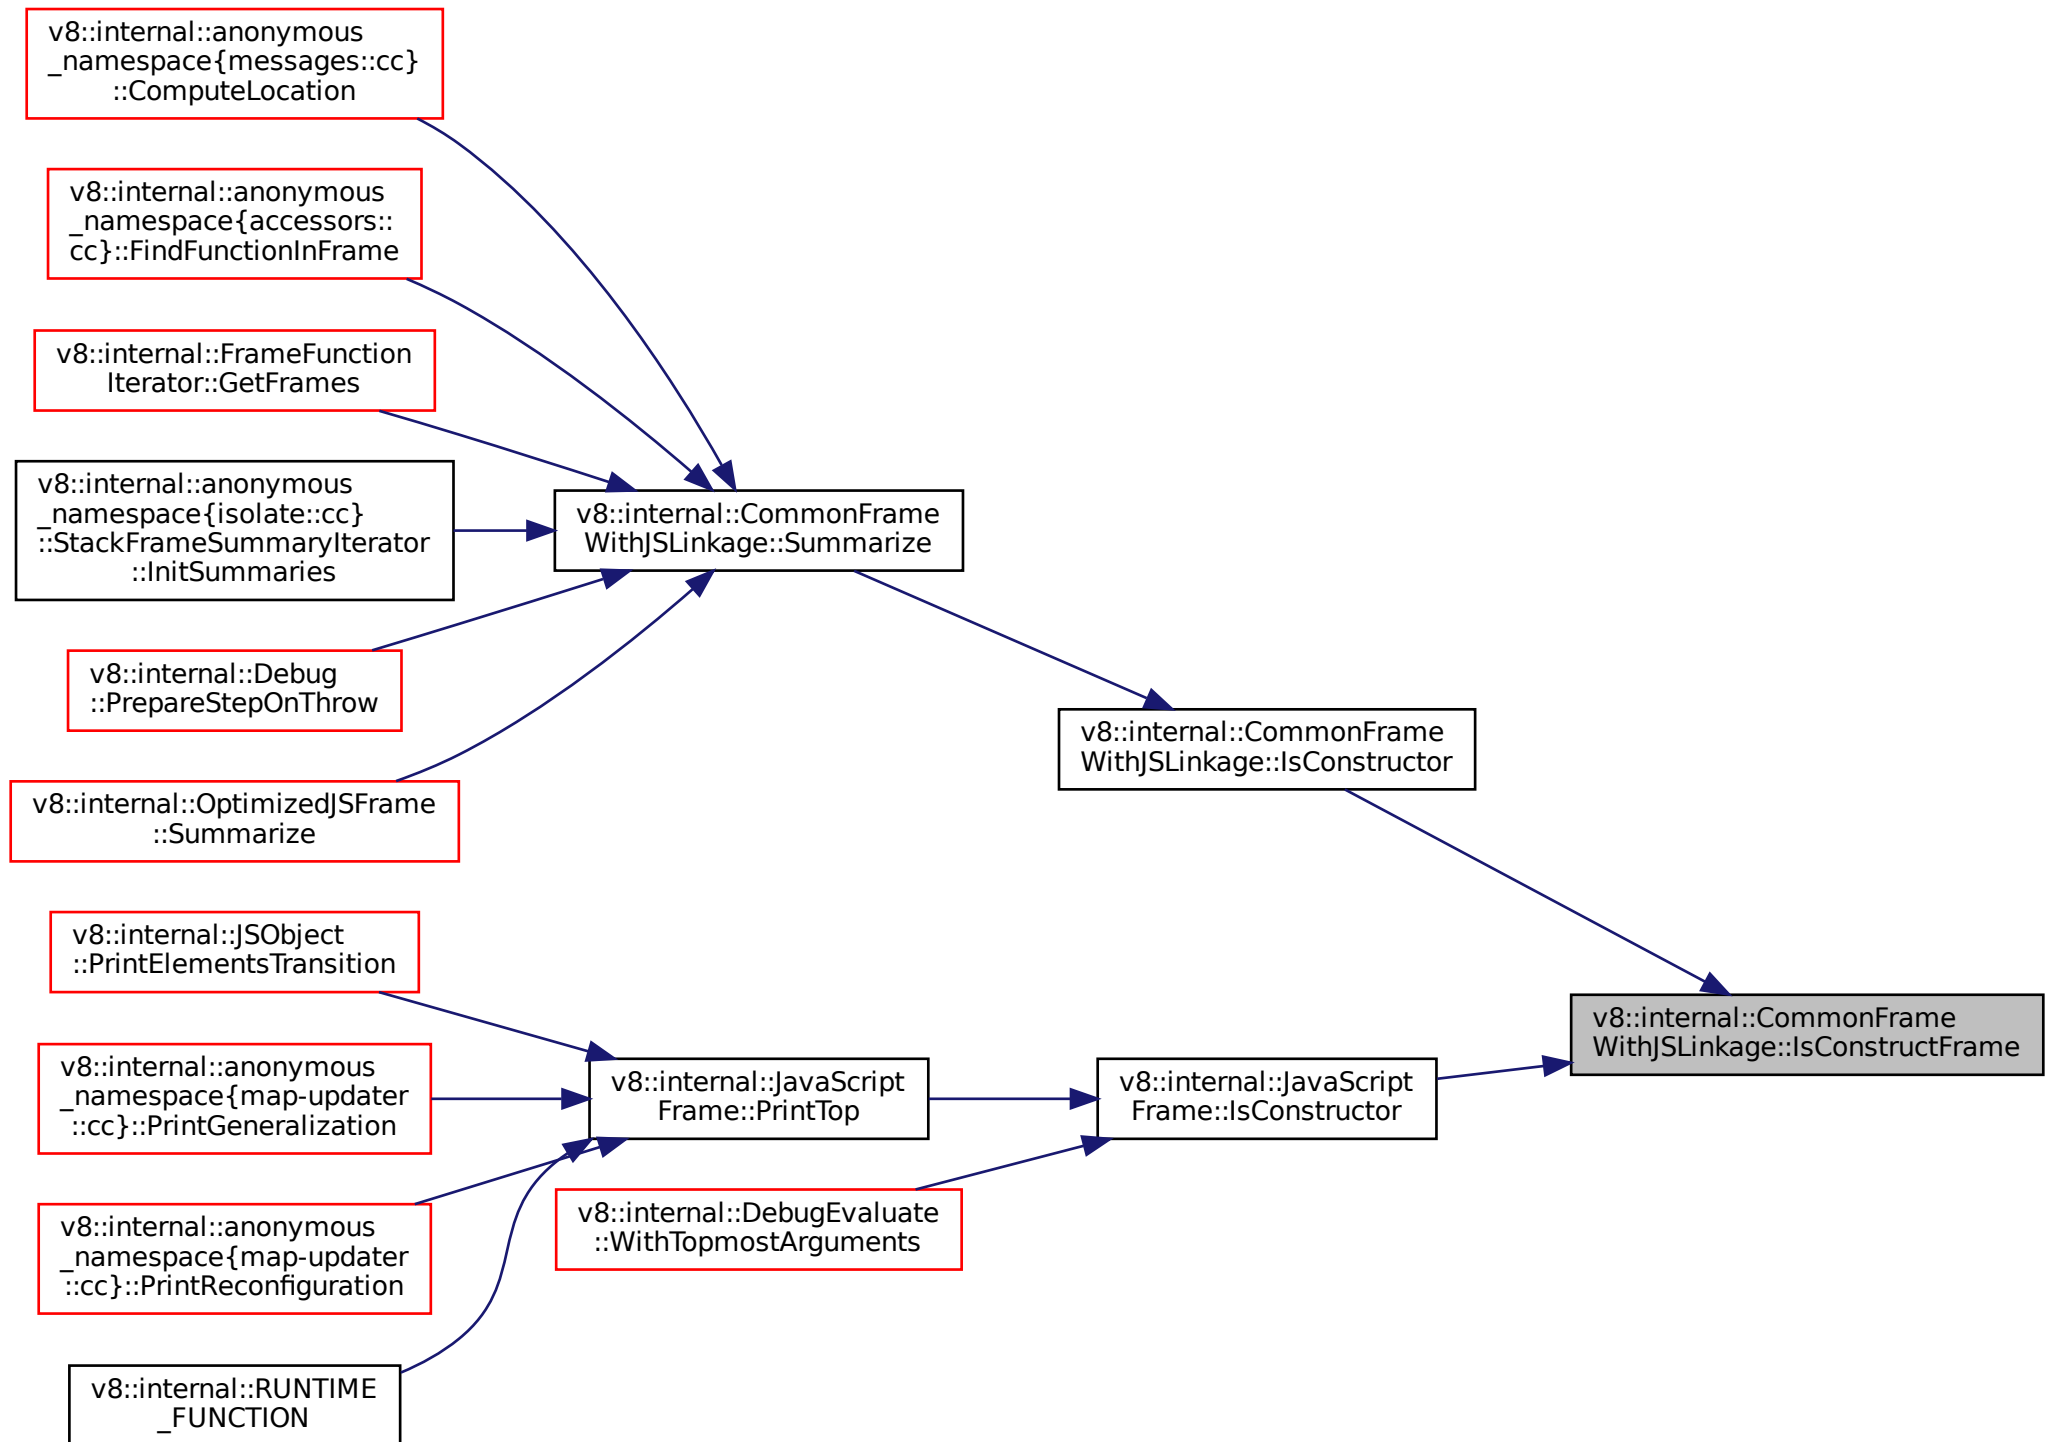 v8::internal::anonymous
_namespace{messages::cc}
::ComputeLocation
v8::internal::anonymous
_namespace{accessors::
cc}::FindFunctionInFrame
v8::internal::FrameFunction
Iterator::GetFrames
v8::internal::anonymous
_namespace{isolate::cc}
::StackFrameSummaryIterator
::InitSummaries
v8::internal::CommonFrame
WithJSLinkage::Summarize
v8::internal::Debug
::PrepareStepOnThrow
v8::internal::CommonFrame
WithJSLinkage::IsConstructor
v8::internal::OptimizedJSFrame
::Summarize
v8::internal::JSObject
::PrintElementsTransition
v8::internal::CommonFrame
WithJSLinkage::IsConstructFrame
v8::internal::anonymous
_namespace{map-updater
::cc}::PrintGeneralization
v8::internal::JavaScript
Frame::PrintTop
v8::internal::JavaScript
Frame::IsConstructor
v8::internal::anonymous
_namespace{map-updater
::cc}::PrintReconfiguration
v8::internal::DebugEvaluate
::WithTopmostArguments
v8::internal::RUNTIME
_FUNCTION